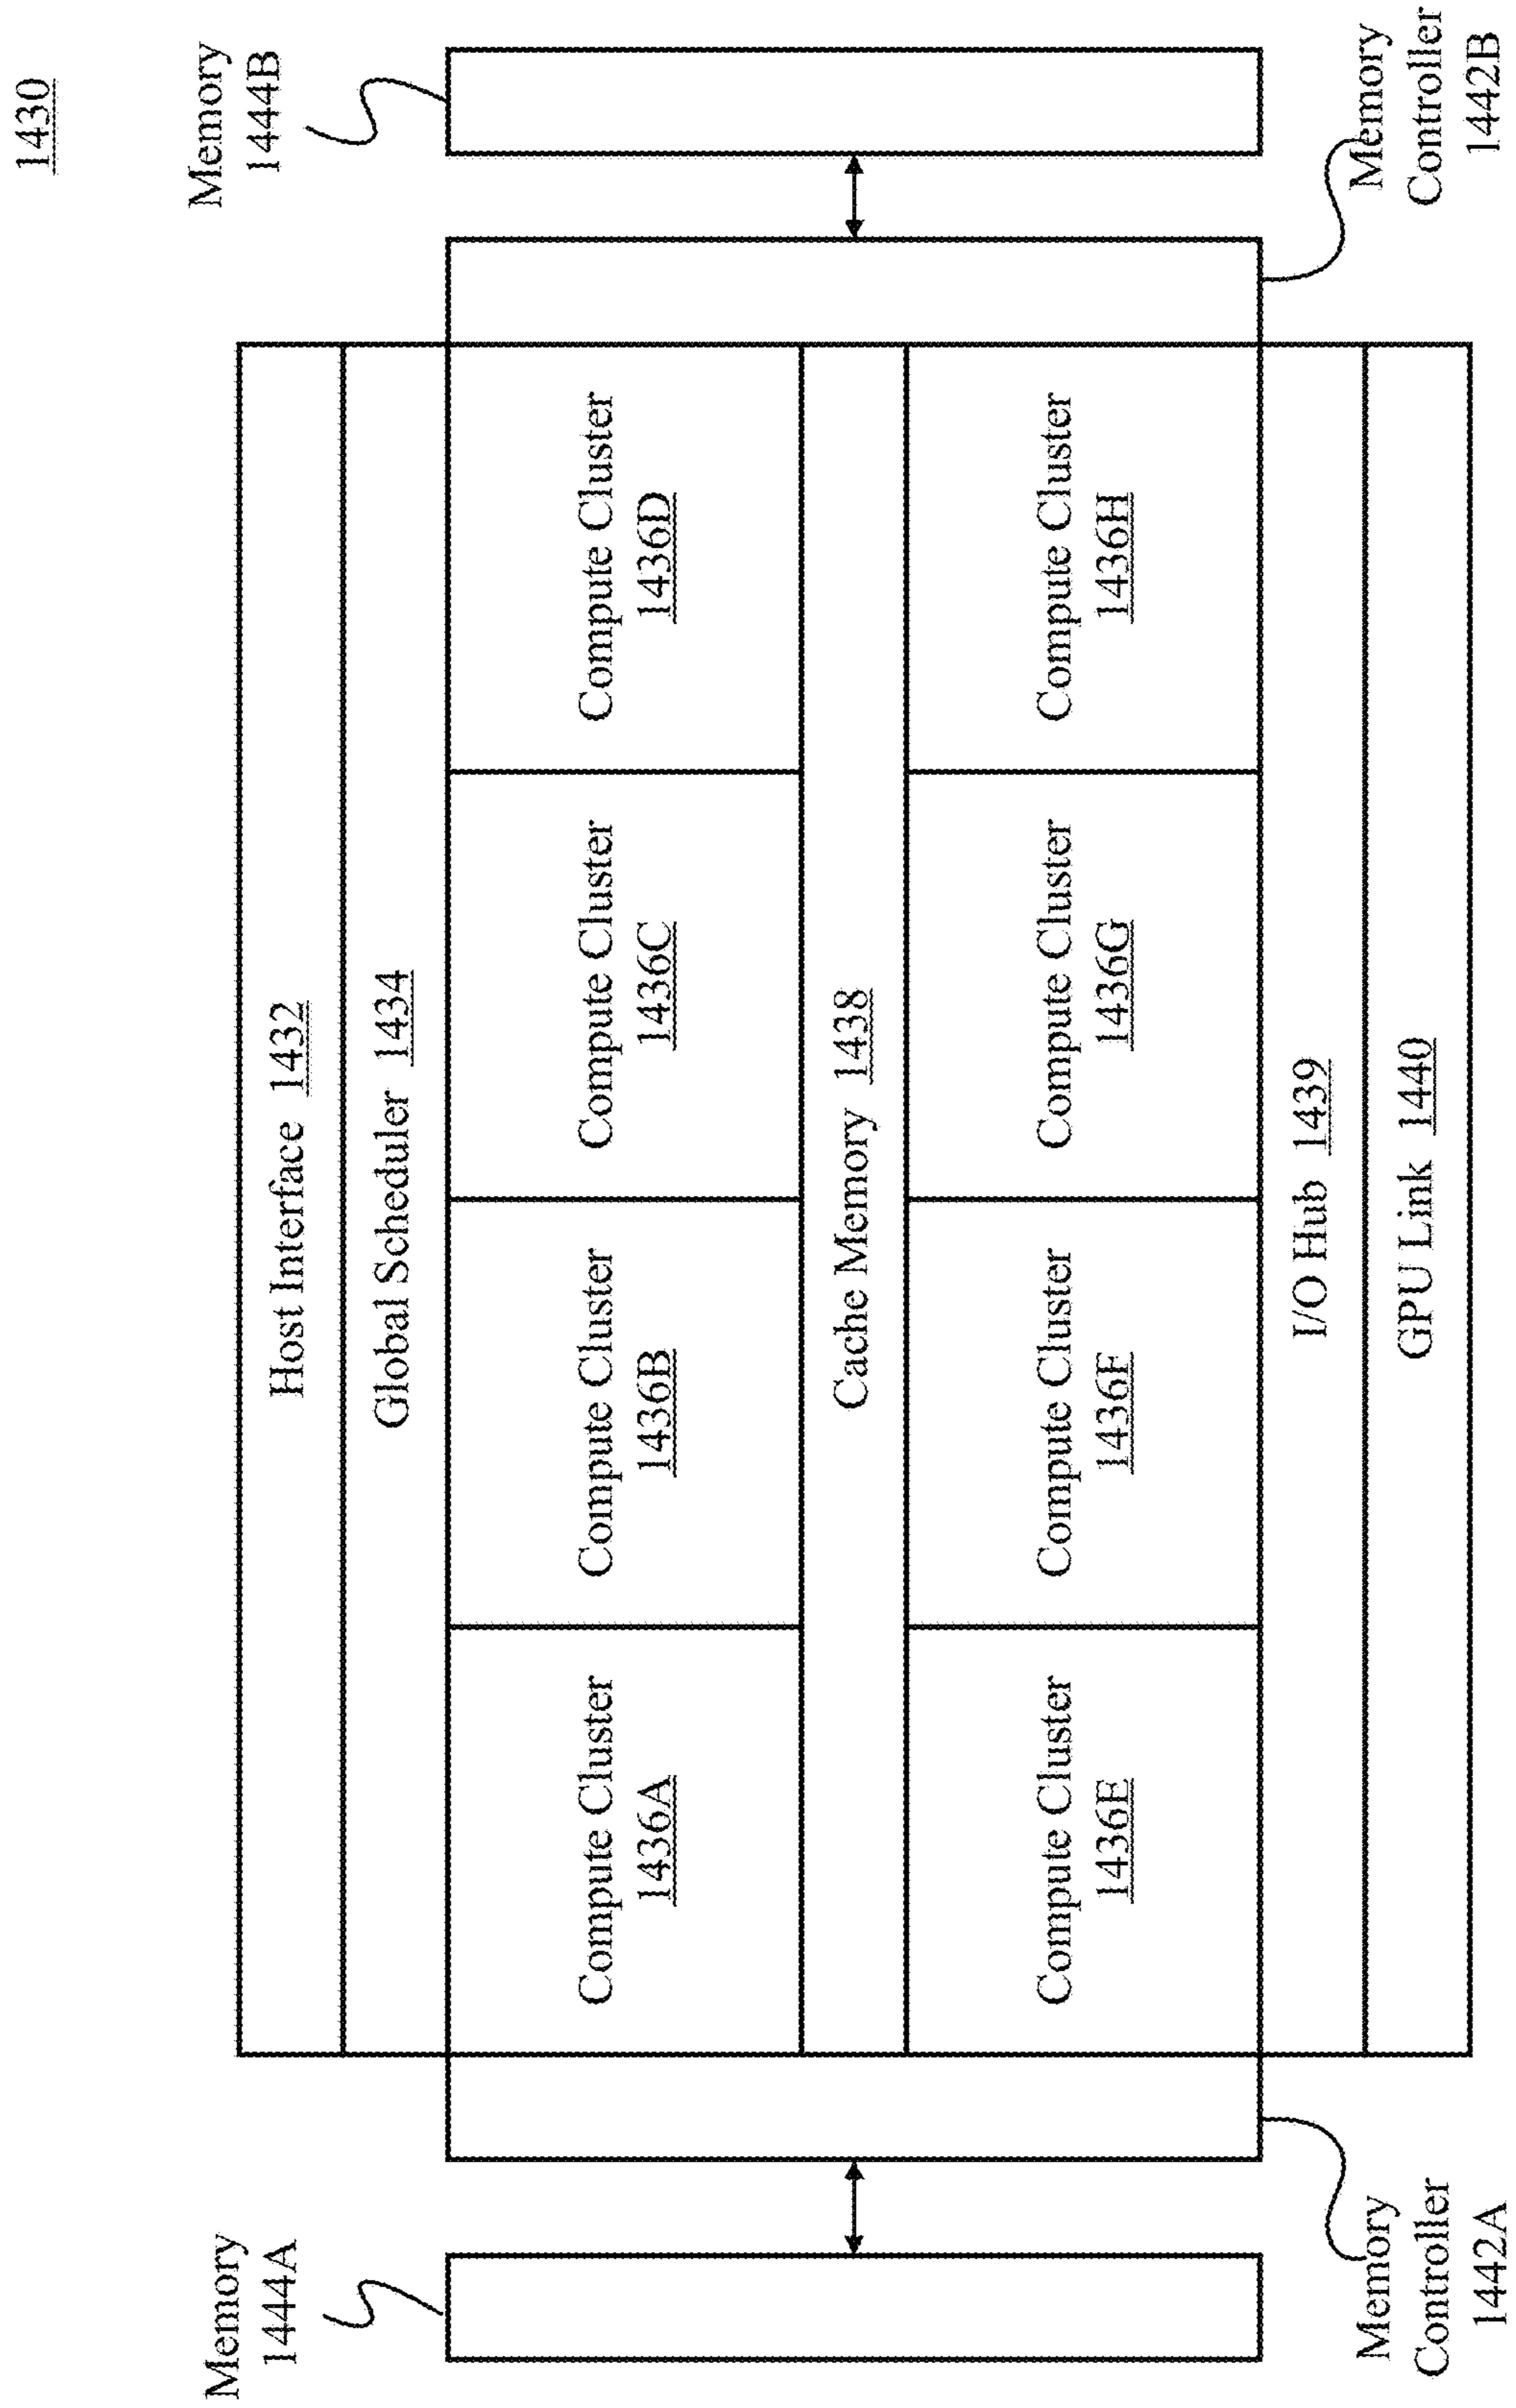 1430
Host Interface 1432
Memory
1444A
Memory
1444B
Global Scheduler 1434
Compute Cluster
1436A
Compute Cluster
1436B
Compute Cluster
1436C
Compute Cluster
1436D
Cache Memory 1438
Compute Cluster
1436E
Compute Cluster
1436F
Compute Cluster
1436G
Compute Cluster
1436H
I/O Hub 1439
GPU Link 1440
Memory
Controller
1442A
Memory
Controller
1442B